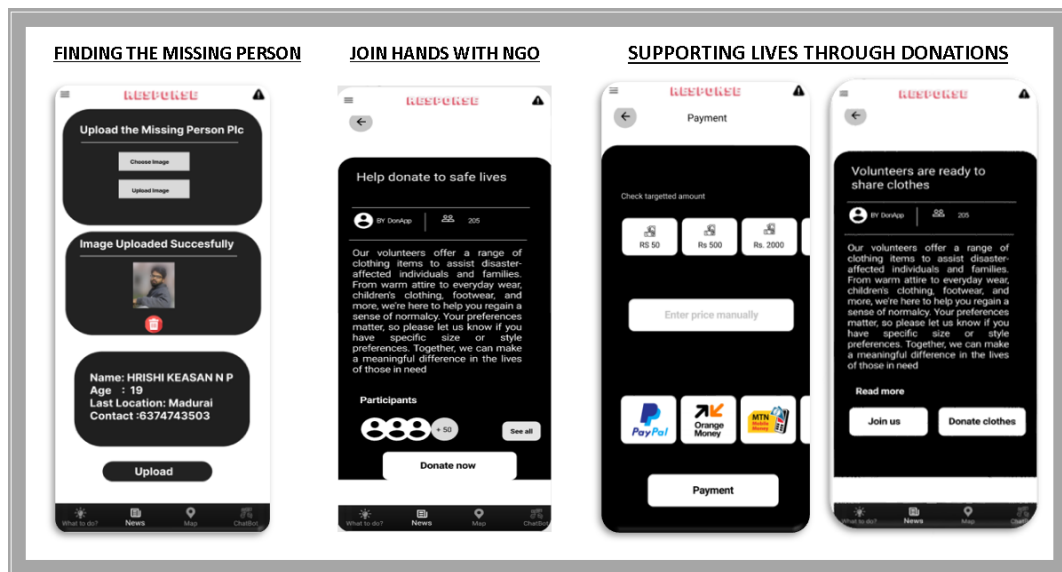 FINDING THE MISSING PERSON
RESPONSE
Upload the Missing Person Pic
Choose Image
Upload Image
Image Uploaded Succesfully
Name: HRISHI KEASAN N P
Age : 19
Last Location: Madurai
Contact :6374743503
Upload
What to do?
News
Map
ChatBot
JOIN HANDS WITH NGO
RESPONSE
Help donate to safe lives
BY DonApp
205
Our volunteers offer a range of
clothing items to assist disaster-
affected individuals and families.
From warm attire to everyday wear,
children's clothing, footwear, and
more, we're here to help you regain a
sense of normalcy. Your preferences
matter, so please let us know if you
have specific size or style
preferences. Together, we can make
a meaningful difference in the lives
of those in need
Participants
+ 50
See all
Donate now
What to do?
News
Map
ChatBot
SUPPORTING LIVES THROUGH DONATIONS
RESPONSE
Payment
Check targetted amount
RS 50
Rs 500
Rs. 2000
Enter price manually
PayPal
Orange
Money
MTN
Mobile
Money
Payment
RESPONSE
Volunteers are ready to
share clothes
BY DonApp
205
Our volunteers offer a range of
clothing items to assist disaster-
affected individuals and families.
From warm attire to everyday wear,
children's clothing, footwear, and
more, we're here to help you regain a
sense of normalcy. Your preferences
matter, so please let us know if you
have specific size or style
preferences. Together, we can make
a meaningful difference in the lives
of those in need
Read more
Join us
Donate clothes
What to do?
News
Map
ChatBot